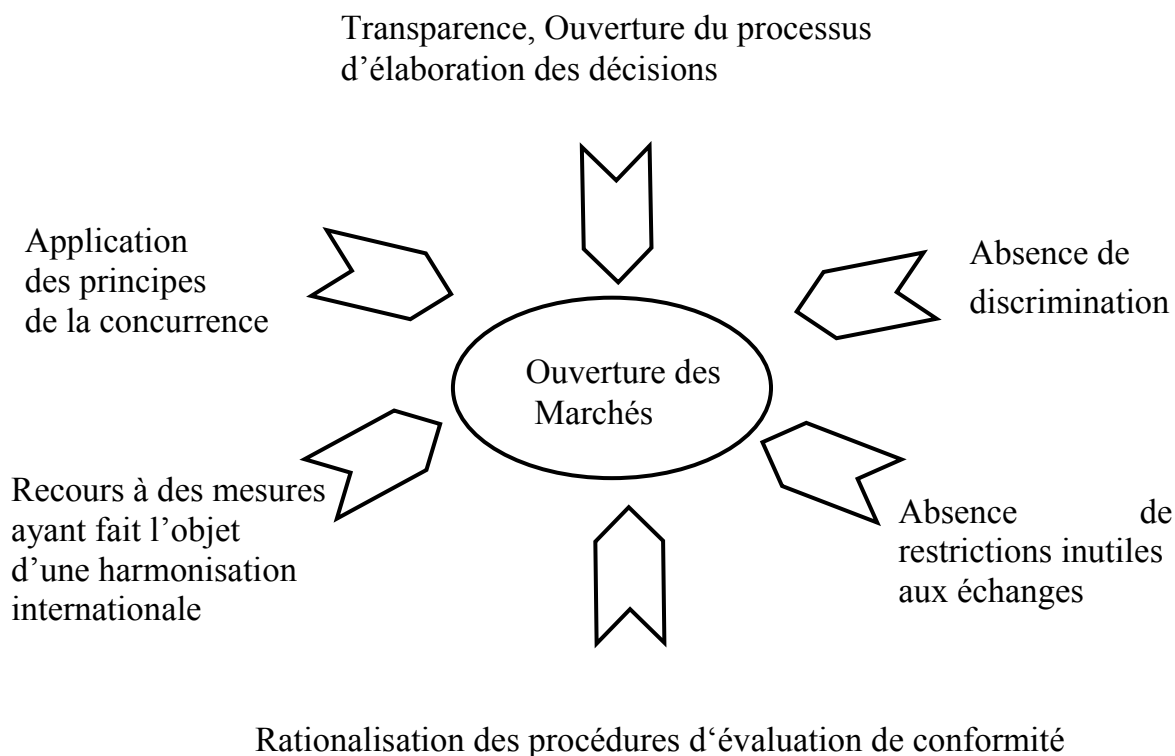 Transparence, Ouverture du processus
d’élaboration des décisions
Application
des principes
de la concurrence
Absence de
discrimination
Ouverture des
Marchés
Recours à des mesures
ayant fait l’objet
d’une harmonisation
internationale
Absence de
restrictions inutiles
aux échanges
Rationalisation des procédures d‘évaluation de conformité